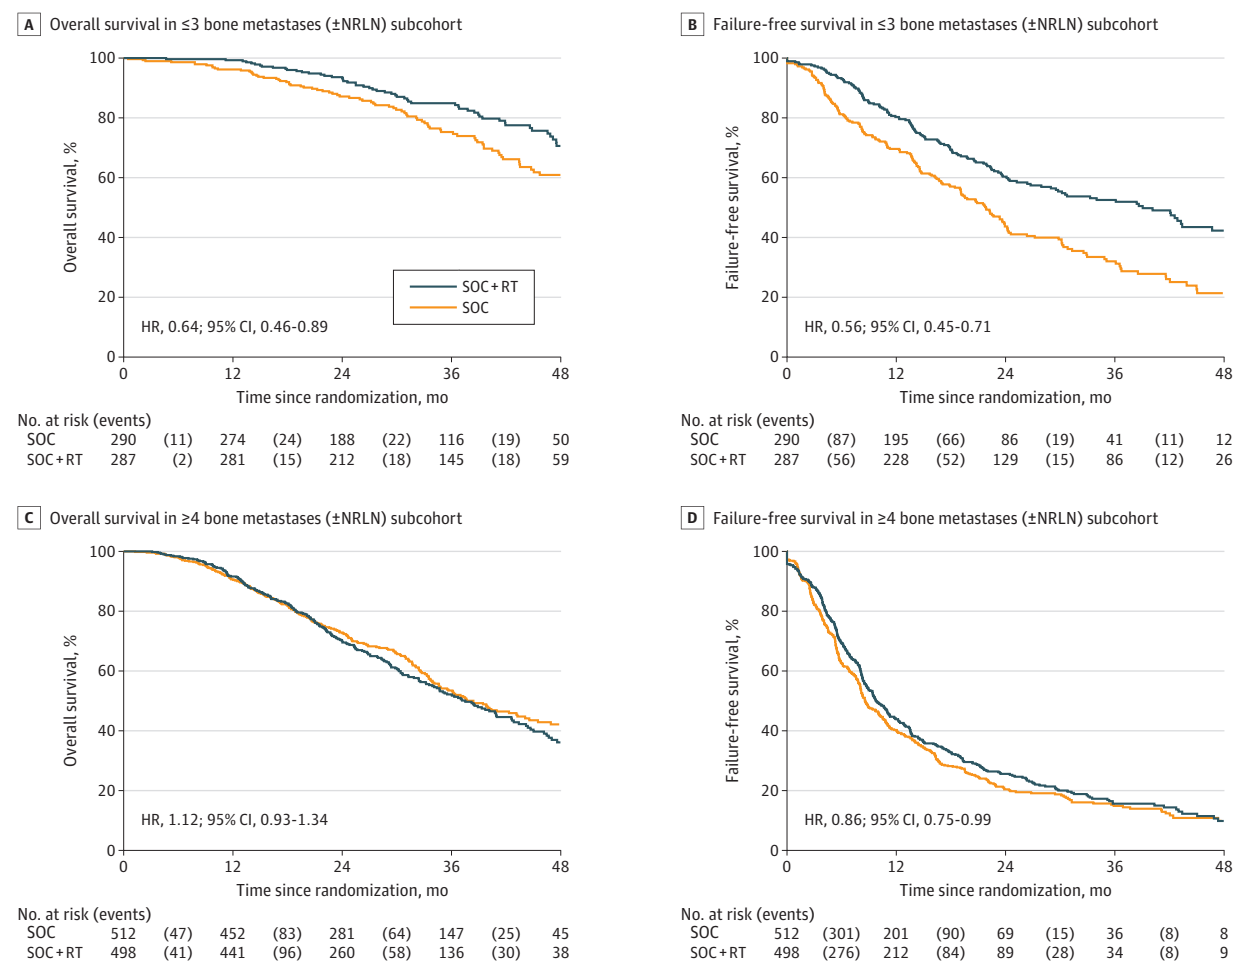 A Overall survival in ≤3 bone metastases (±NRLN) subcohort
100
80
60
40
20
0
Overall survival, %
SOC+RT
SOC
HR, 0.64; 95% CI, 0.46-0.89
0 12 24 36 48
Time since randomization, mo
No. at risk (events)
SOC 290 (11) 274 (24) 188 (22) 116 (19) 50
SOC+RT 287 (2) 281 (15) 212 (18) 145 (18) 59
B Failure-free survival in ≤3 bone metastases (±NRLN) subcohort
100
80
60
40
20
0
Failure-free survival, %
HR, 0.56; 95% CI, 0.45-0.71
0 12 24 36 48
Time since randomization, mo
No. at risk (events)
SOC 290 (87) 195 (66) 86 (19) 41 (11) 12
SOC+RT 287 (56) 228 (52) 129 (15) 86 (12) 26
C Overall survival in ≥4 bone metastases (±NRLN) subcohort
100
80
60
40
20
0
Overall survival, %
HR, 1.12; 95% CI, 0.93-1.34
0 12 24 36 48
Time since randomization, mo
No. at risk (events)
SOC 512 (47) 452 (83) 281 (64) 147 (25) 45
SOC+RT 498 (41) 441 (96) 260 (58) 136 (30) 38
D Failure-free survival in ≥4 bone metastases (±NRLN) subcohort
100
80
60
40
20
0
Failure-free survival, %
HR, 0.86; 95% CI, 0.75-0.99
0 12 24 36 48
Time since randomization, mo
No. at risk (events)
SOC 512 (301) 201 (90) 69 (15) 36 (8) 8
SOC+RT 498 (276) 212 (84) 89 (28) 34 (8) 9